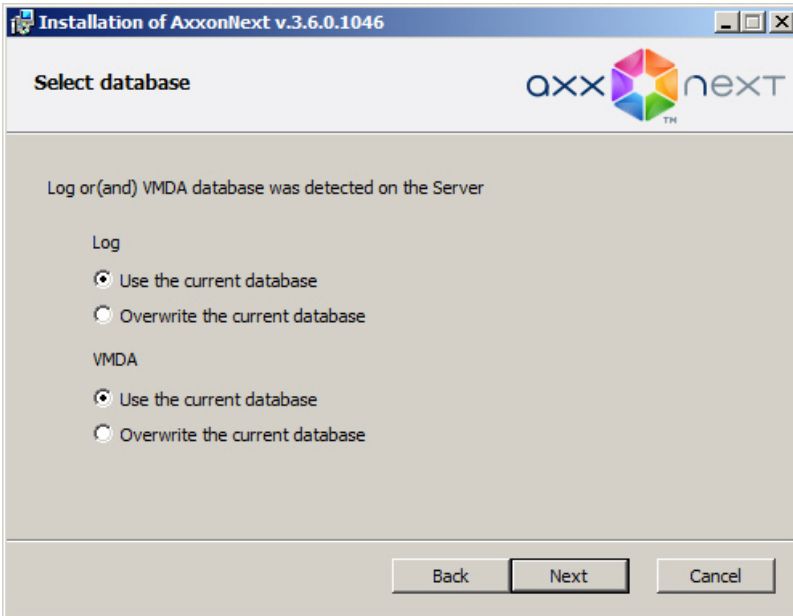 Installation of AxxonNext v.3.6.0.1046
Select database
axx next
TM
Log or(and) VMDA database was detected on the Server
Log
Use the current database
Overwrite the current database
VMDA
Use the current database
Overwrite the current database
Back Next Cancel